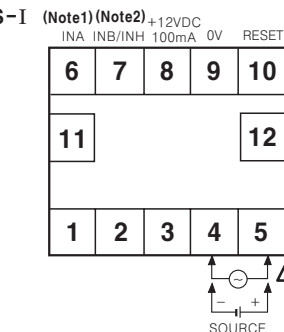 S-I (Note1) (Note2) +12VDC
INA INB/INH 100mA 0V RESET
6 7 8 9 10
11 12
1 2 3 4 5
− +
SOURCE